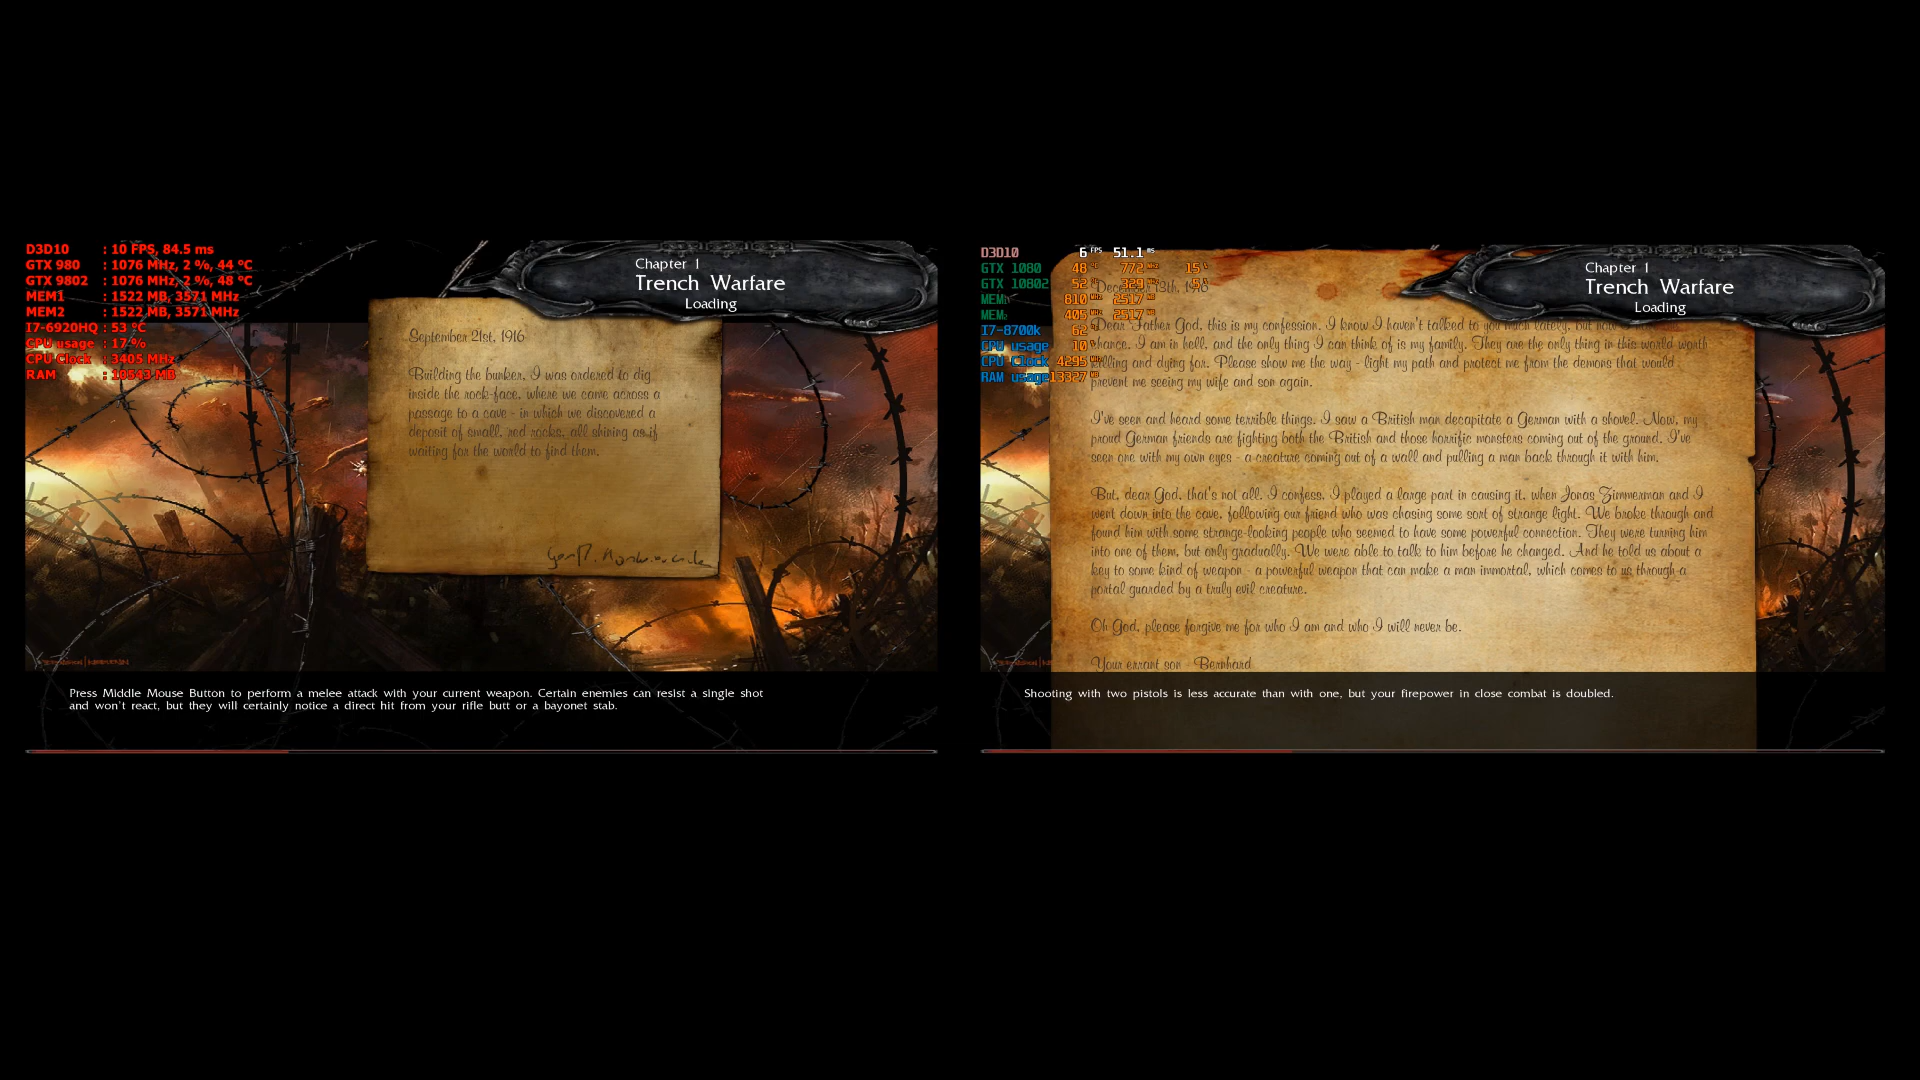 D3D10 : 10 FPS, 84.5 ms
GTX 980 : 1076 MHz, 2 %, 44 °C
GTX 9802 : 1076 MHz, 2 %, 48 °C
MEM1 : 1522 MB, 3571 MHz
MEM2 : 1522 MB, 3571 MHz
I7-6920HQ : 53 °C
CPU usage : 17 %
CPU Clock : 3405 MHz
RAM : 10543 MB
Chapter 1
Trench Warfare
Loading
September 21st, 1916
Building the bunker, I was ordered to dig
inside the rock-face, where we came across a
passage to a cave - in which we discovered a
deposit of small, red rocks, all shining as if
waiting for the world to find them.
Press Middle Mouse Button to perform a melee attack with your current weapon. Certain enemies can resist a single shot
and won't react, but they will certainly notice a direct hit from your rifle butt or a bayonet stab.
D3D10 6 FPS 51.1 ms
GTX 1080 48 °C 772 MHz 15 %
GTX 10802 52 °C 329 MHz 5 %
MEM1 810 MHz 2517 MB
MEM2 405 MHz 2517 MB
I7-8700k 62
CPU usage 10
CPU Clock 4295
RAM usage 13327
Chapter 1
Trench Warfare
Loading
December 13th, 1916
Dear Father God, this is my confession. I know I haven't talked to you much lately, but now
chance. I am in hell, and the only thing I can think of is my family. They are the only thing in this world worth
killing and dying for. Please show me the way - light my path and protect me from the demons that would
prevent me seeing my wife and son again.
I've seen and heard some terrible things. I saw a British man decapitate a German with a shovel. Now, my
proud German friends are fighting both the British and those horrific monsters coming out of the ground. I've
seen one with my own eyes - a creature coming out of a wall and pulling a man back through it with him.
But, dear God, that's not all. I confess, I played a large part in causing it, when Jonas Zimmerman and I
went down into the cave, following our friend who was chasing some sort of strange light. We broke through and
found him with some strange-looking people who seemed to have some powerful connection. They were turning him
into one of them, but only gradually. We were able to talk to him before he changed. And he told us about a
key to some kind of weapon - a powerful weapon that can make a man immortal, which comes to us through a
portal guarded by a truly evil creature.
Oh God, please forgive me for who I am and who I will never be.
Your errant son Bernhard
Shooting with two pistols is less accurate than with one, but your firepower in close combat is doubled.